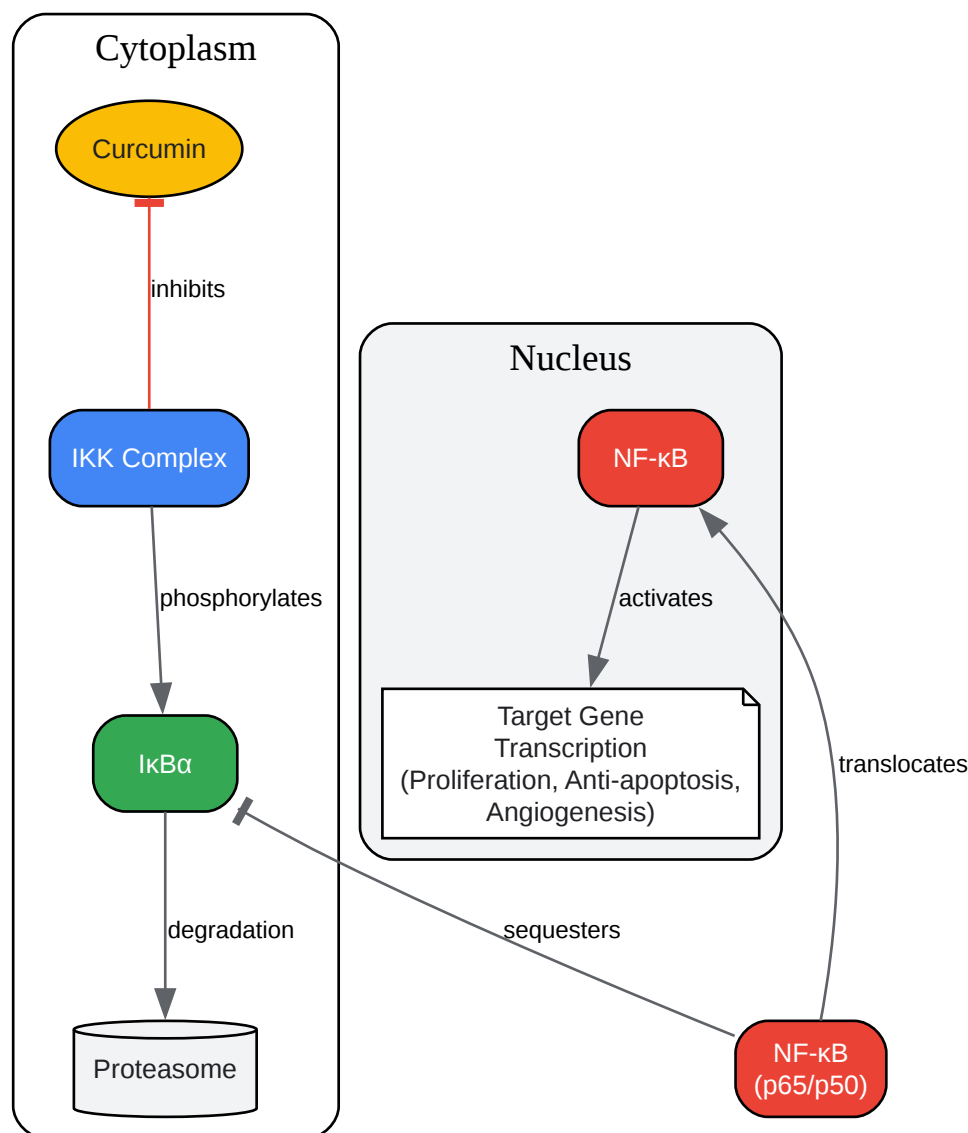 Cytoplasm
Curcumin
inhibits
IKK Complex
phosphorylates
IκBα
degradation
Proteasome
Nucleus
NF-κB
activates
Target Gene
Transcription
(Proliferation, Anti-apoptosis,
Angiogenesis)
translocates
sequesters
NF-κB
(p65/p50)